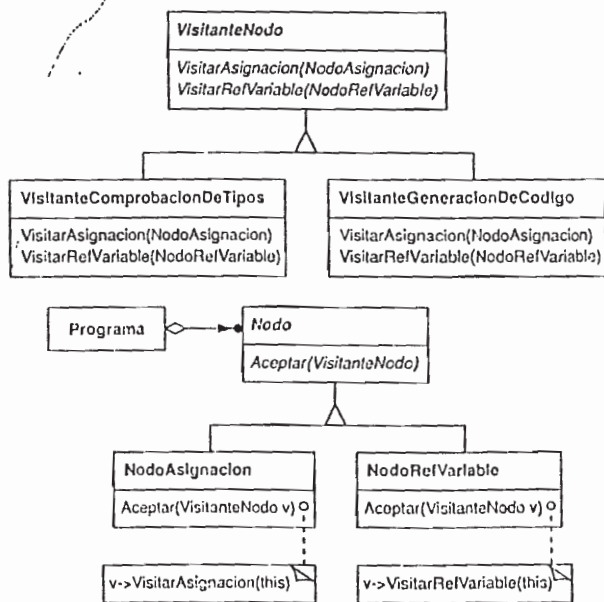 VisitanteNodo
VisitarAsignacion(NodoAsignacion)
VisitarRefVariable(NodoRefVariable)
VisitanteComprobacionDeTipos
VisitarAsignacion(NodoAsignacion)
VisitarRefVariable(NodoRefVariable)
VisitanteGeneracionDeCodigo
VisitarAsignacion(NodoAsignacion)
VisitarRefVariable(NodoRefVariable)
Programa
Nodo
Aceptar(VisitanteNodo)
NodoAsignacion
Aceptar(VisitanteNodo v)
NodoRefVariable
Aceptar(VisitanteNodo v)
v->VisitarAsignacion(this)
v->VisitarRefVariable(this)